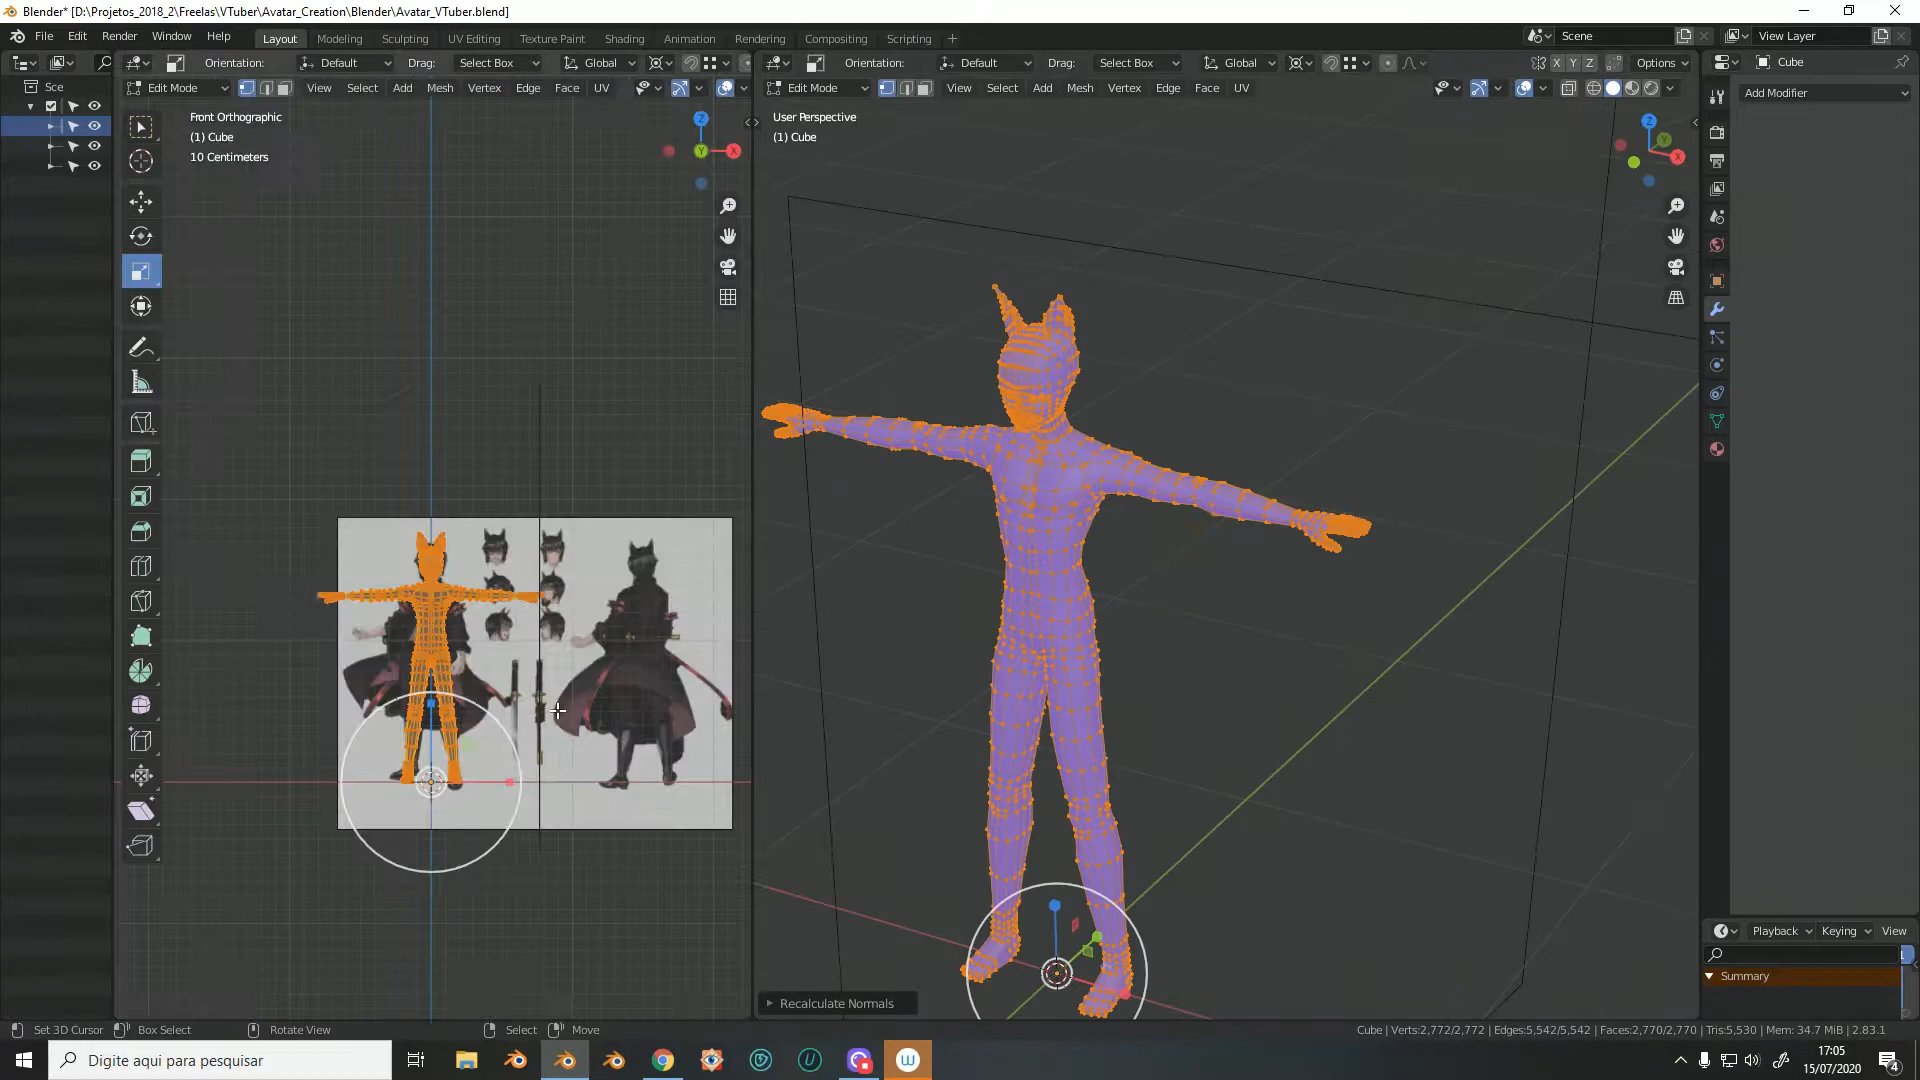 Blender* [D:\Projetos_2018_2\Freelas\VTuber\Avatar_Creation\Blender\Avatar_VTuber.blend]
File Edit Render Window Help Layout Modeling Sculpting UV Editing Texture Paint Shading Animation Rendering Compositing Scripting Scene View Layer
Orientation: Default Drag: Select Box Global Orientation: Default Drag: Select Box Global X Y Z Options Cube
Sce Edit Mode View Select Add Mesh Vertex Edge Face UV Edit Mode View Select Add Mesh Vertex Edge Face UV Add Modifier
Front Orthographic
(1) Cube
10 Centimeters
Z
Y
X
User Perspective
(1) Cube
Z
Y
X
Playback Keying View
Summary
Recalculate Normals
Set 3D Cursor Box Select Rotate View Select Move Cube | Verts:2,772/2,772 | Edges:5,542/5,542 | Faces:2,770/2,770 | Tris:5,530 | Mem: 34.7 MiB | 2.83.1
Digite aqui para pesquisar
17:05
15/07/2020
4